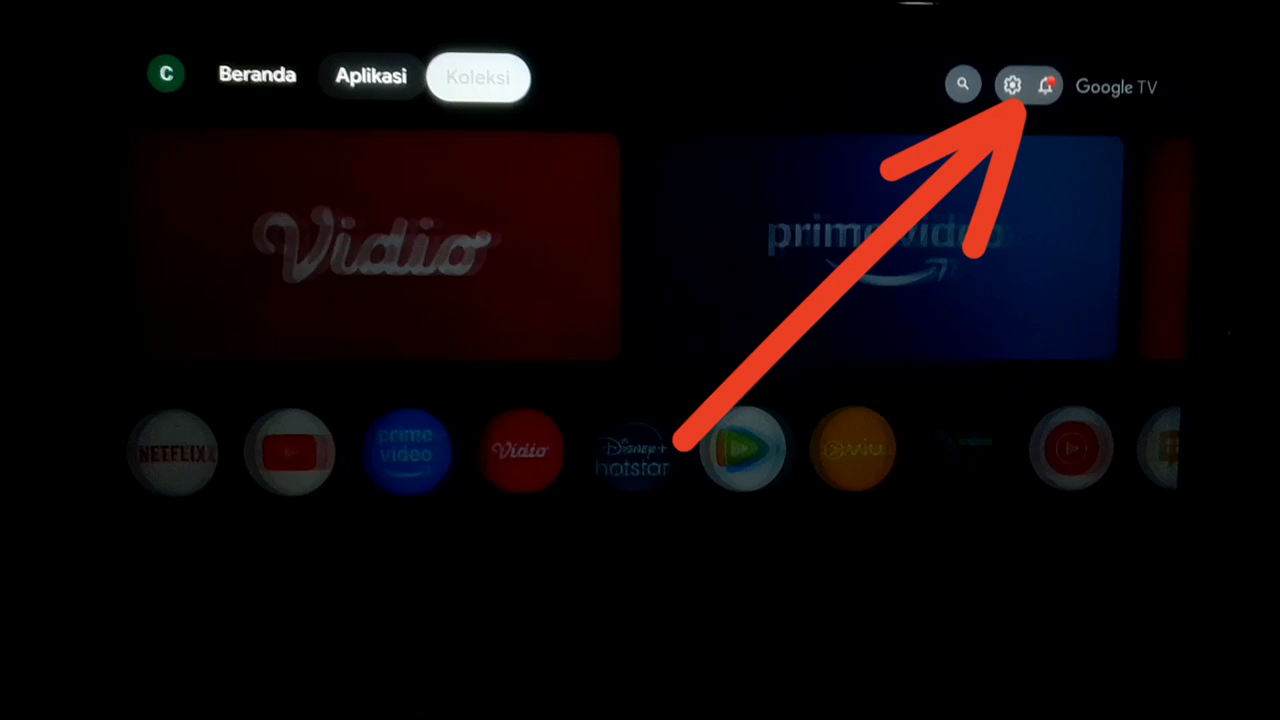 C
Beranda
Aplikasi
Koleksi
Google TV
Vidio
prime video
NETFLIX
prime
video
Vidio
Disney+
hotstar
viu